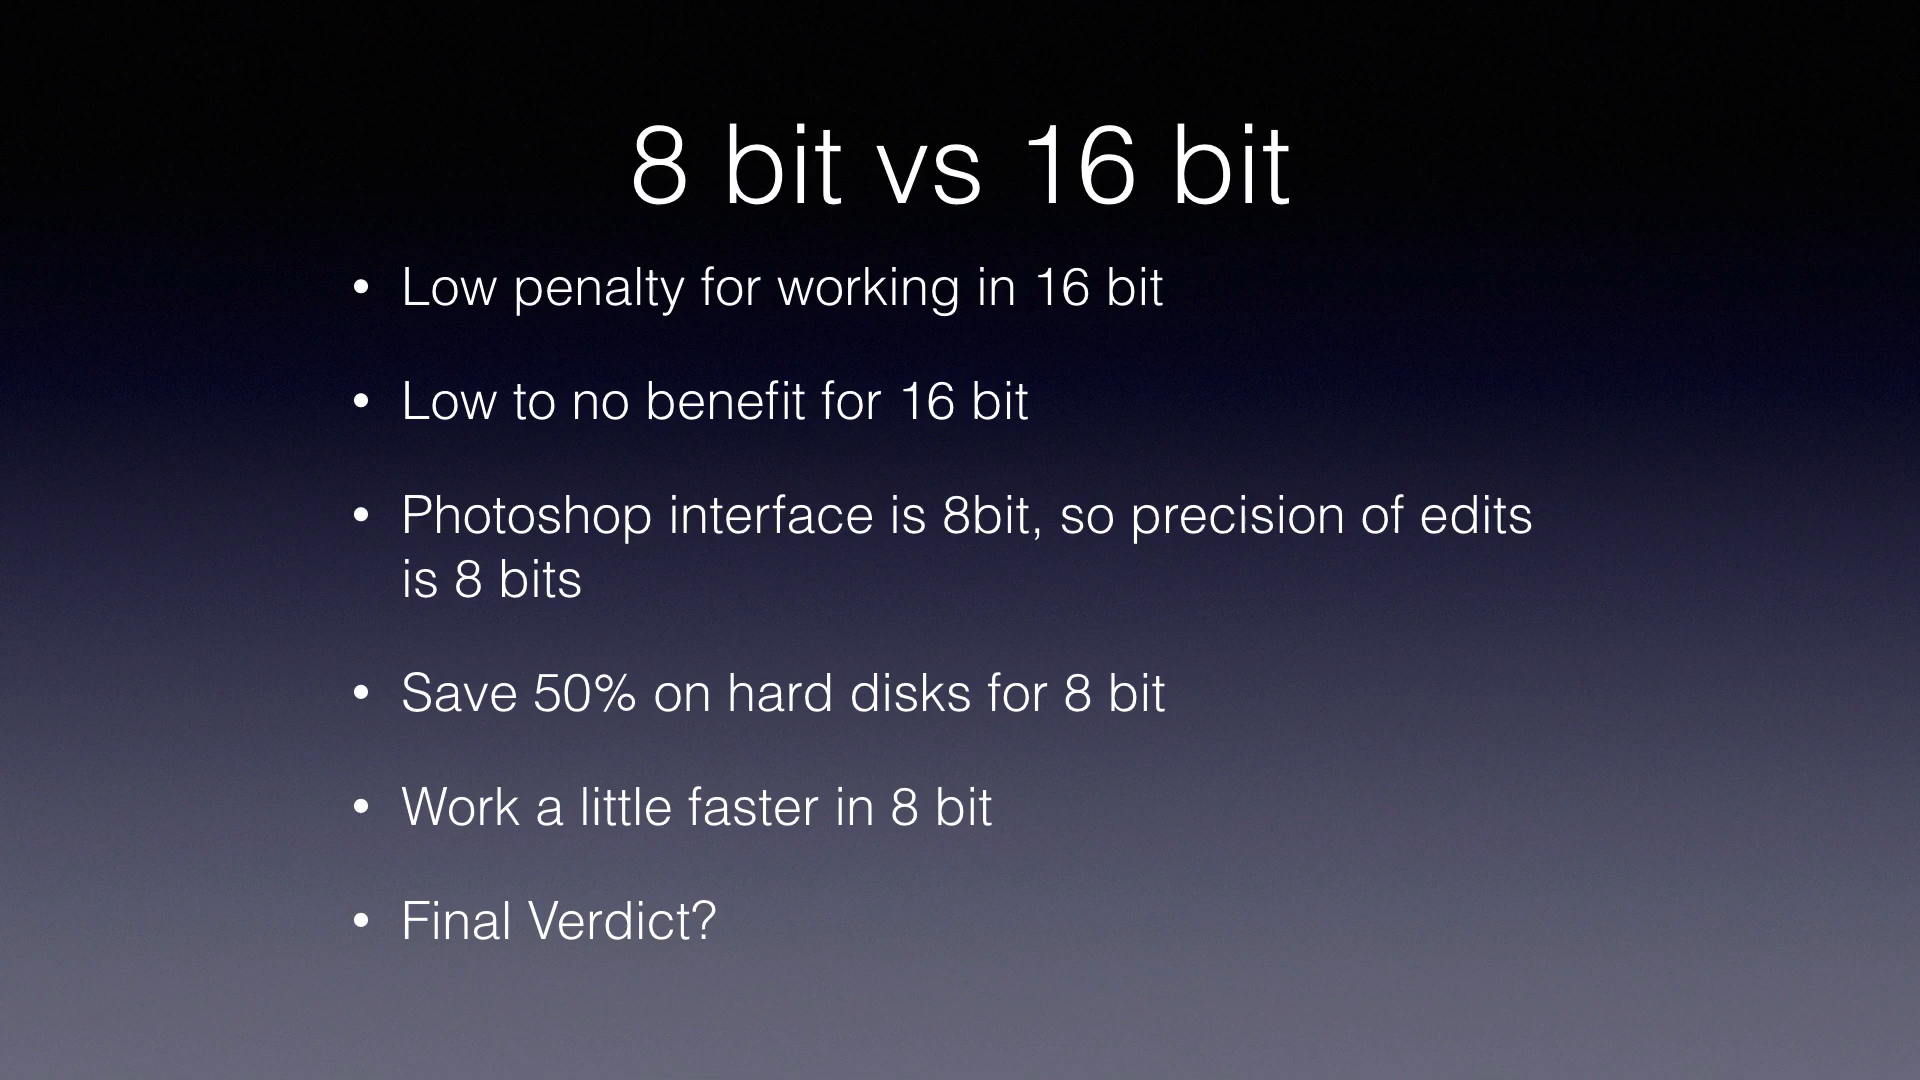 8 bit vs 16 bit
• Low penalty for working in 16 bit
• Low to no benefit for 16 bit
• Photoshop interface is 8bit, so precision of edits
is 8 bits
• Save 50% on hard disks for 8 bit
• Work a little faster in 8 bit
• Final Verdict?